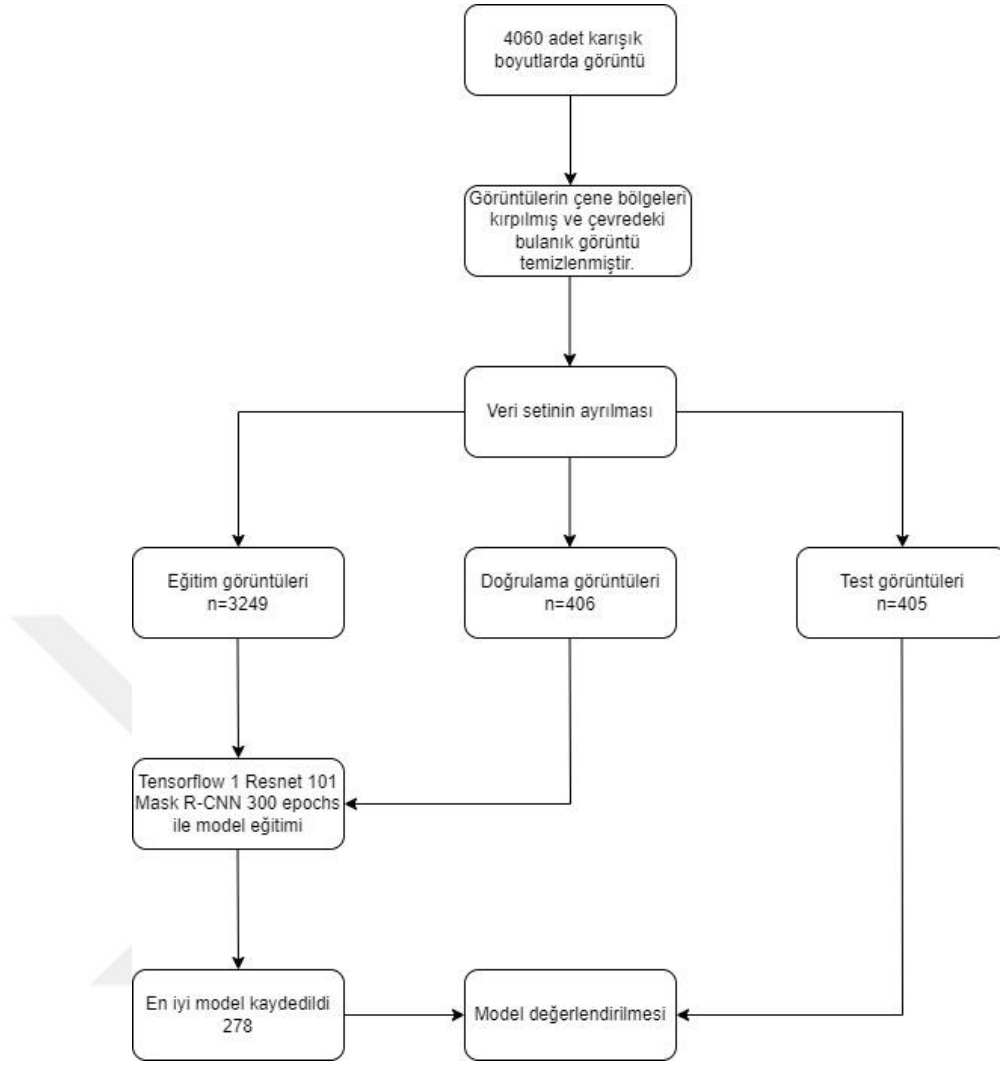 4060 adet karışık
boyutlarda görüntü
Görüntülerin çene bölgeleri
kırpılmış ve çevredeki
bulanık görüntü
temizlenmiştir.
Veri setinin ayrılması
Eğitim görüntüleri
n=3249
Doğrulama görüntüleri
n=406
Test görüntüleri
n=405
Tensorflow 1 Resnet 101
Mask R-CNN 300 epochs
ile model eğitimi
En iyi model kaydedildi
278
Model değerlendirilmesi